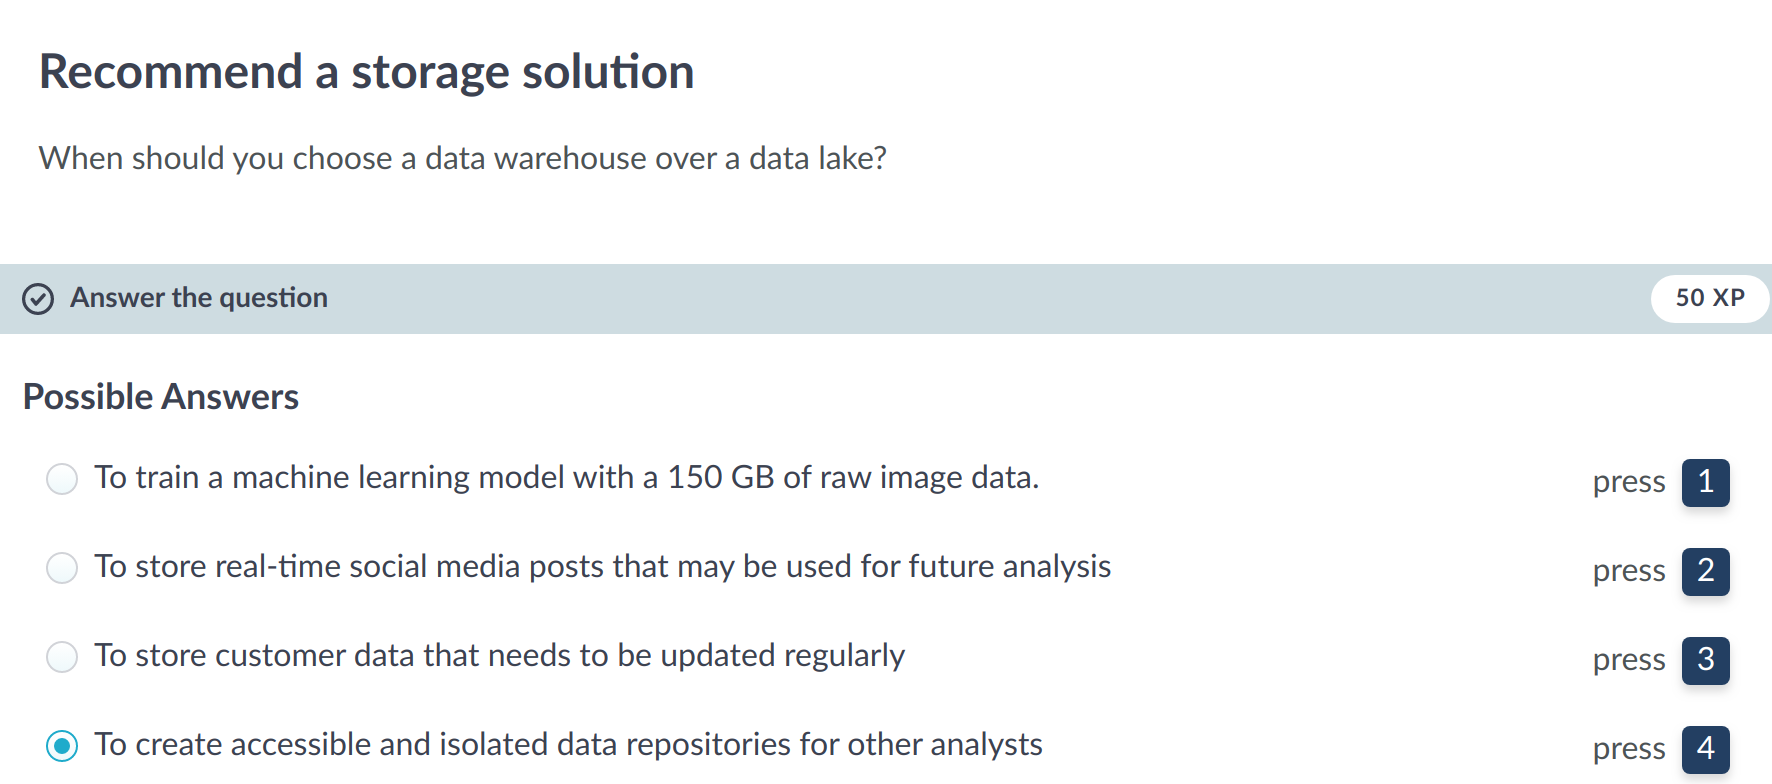 Recommend a storage solution
When should you choose a data warehouse over a data lake?
Answer the question
50 XP
Possible Answers
To train a machine learning model with a 150 GB of raw image data.
press 1
To store real-time social media posts that may be used for future analysis
press 2
To store customer data that needs to be updated regularly
press 3
To create accessible and isolated data repositories for other analysts
press 4